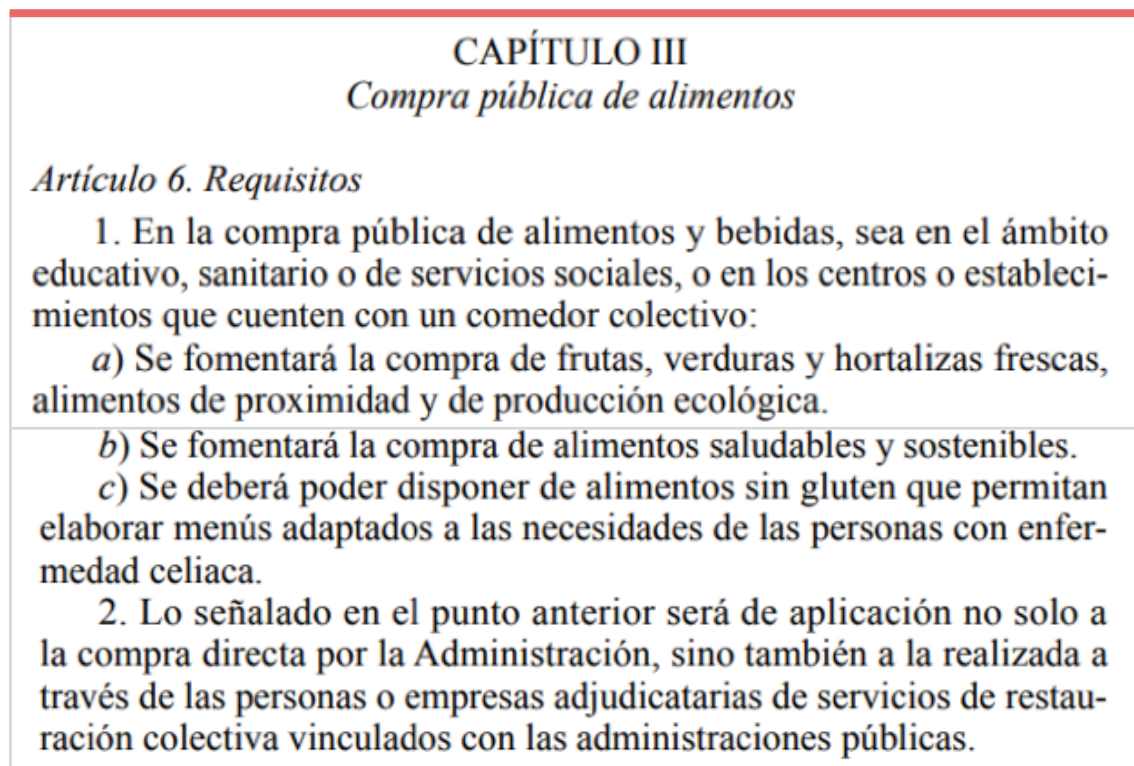 CAPÍTULO III
Compra pública de alimentos
Artículo 6. Requisitos
1. En la compra pública de alimentos y bebidas, sea en el ámbito
educativo, sanitario o de servicios sociales, o en los centros o estableci-
mientos que cuenten con un comedor colectivo:
a) Se fomentará la compra de frutas, verduras y hortalizas frescas,
alimentos de proximidad y de producción ecológica.
b) Se fomentará la compra de alimentos saludables y sostenibles.
c) Se deberá poder disponer de alimentos sin gluten que permitan
elaborar menús adaptados a las necesidades de las personas con enfer-
medad celiaca.
2. Lo señalado en el punto anterior será de aplicación no solo a
la compra directa por la Administración, sino también a la realizada a
través de las personas o empresas adjudicatarias de servicios de restau-
ración colectiva vinculados con las administraciones públicas.